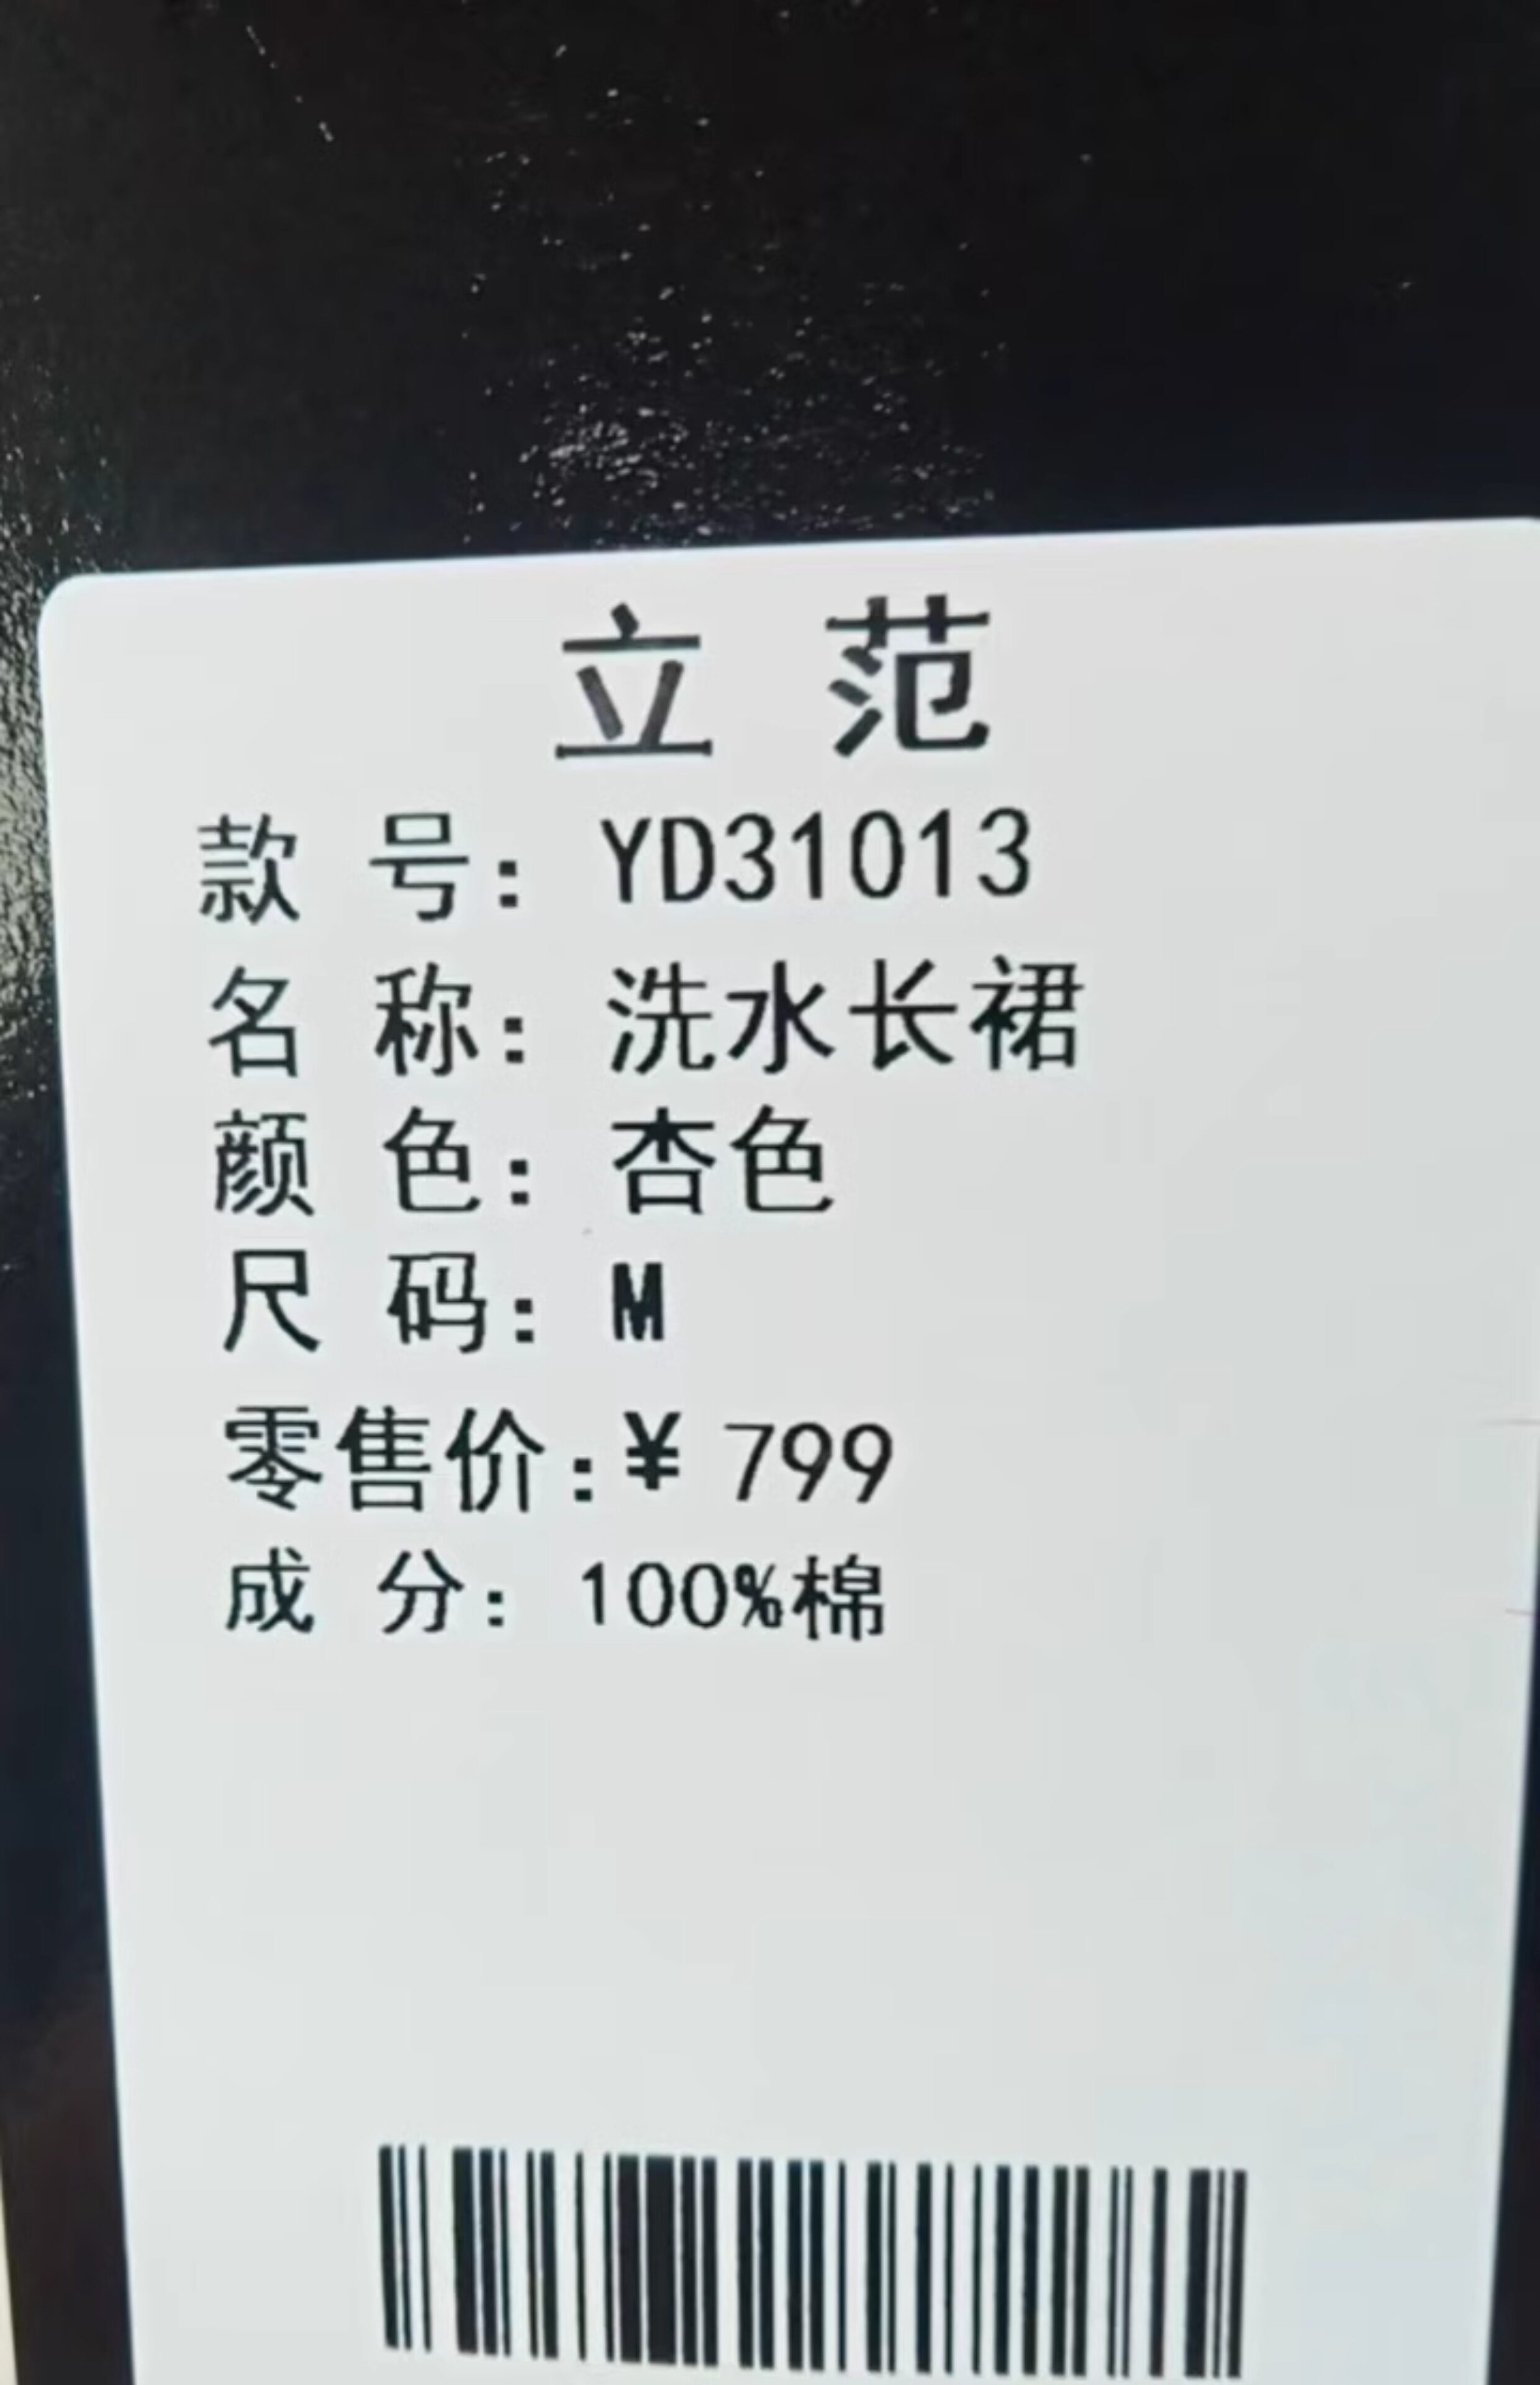 立 范
款 号: YD31013
名 称: 洗水长裙
颜 色: 杏色
尺 码: M
零售价:¥ 799
成 分: 100%棉